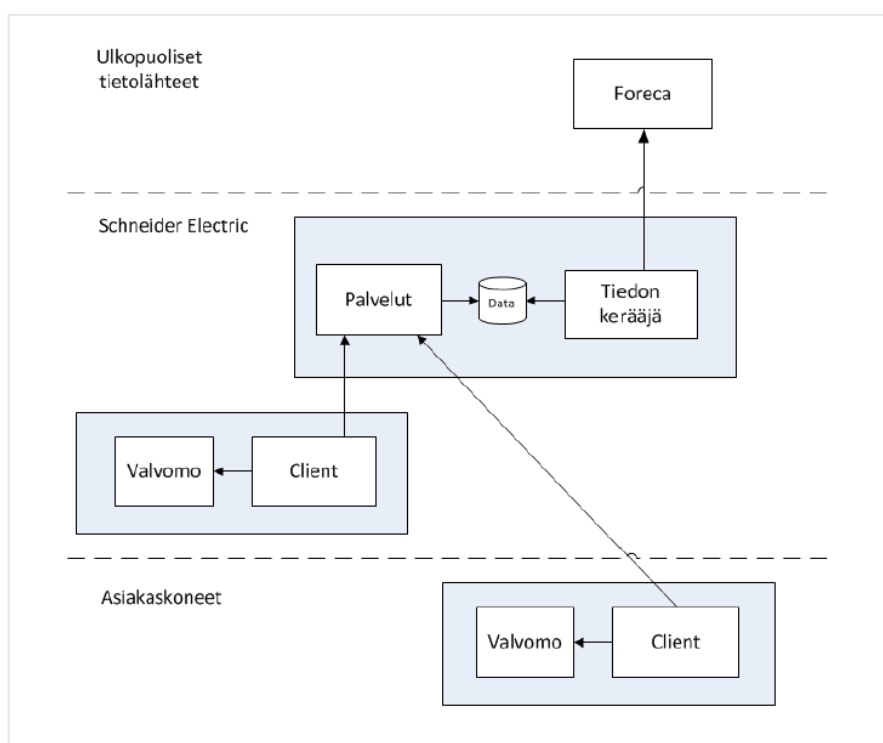 Ulkopuoliset
tietolähteet
Foreca
Schneider Electric
Palvelut
Data
Tiedon
kerääjä
Valvomo
Client
Asiakaskoneet
Valvomo
Client